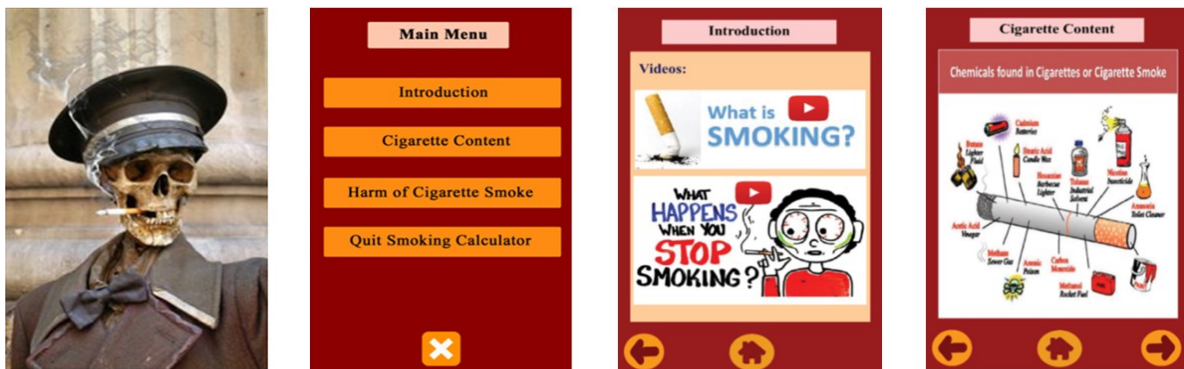 Main Menu
Introduction
Cigarette Content
Harm of Cigarette Smoke
Quit Smoking Calculator
Introduction
Videos:
What is
SMOKING?
WHAT
HAPPENS
WHEN YOU
STOP
SMOKING?
Cigarette Content
Chemicals found in Cigarettes or Cigarette Smoke
Cadmium
Batteries
Butane
Lighter
Fluid
Stearic Acid
Candle Wax
Hexamine
Barbecue
Lighter
Toluene
Industrial
Solvent
Nicotine
Insecticide
Ammonia
Toilet Cleaner
Acetic Acid
Vinegar
Methane
Sewer Gas
Arsenic
Poison
Carbon
Monoxide
Methanol
Rocket Fuel